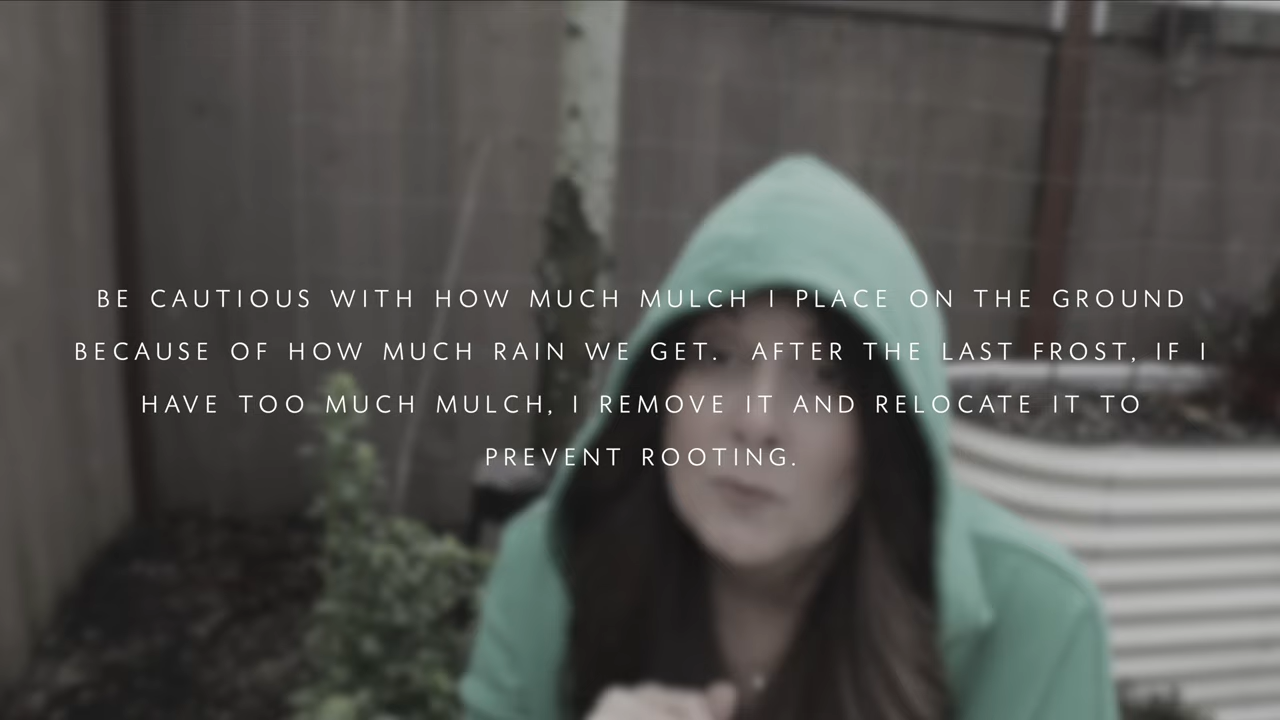 BE CAUTIOUS WITH HOW MUCH MULCH I PLACE ON THE GROUND
BECAUSE OF HOW MUCH RAIN WE GET. AFTER THE LAST FROST, IF I
HAVE TOO MUCH MULCH, I REMOVE IT AND RELOCATE IT TO
PREVENT ROOTING.